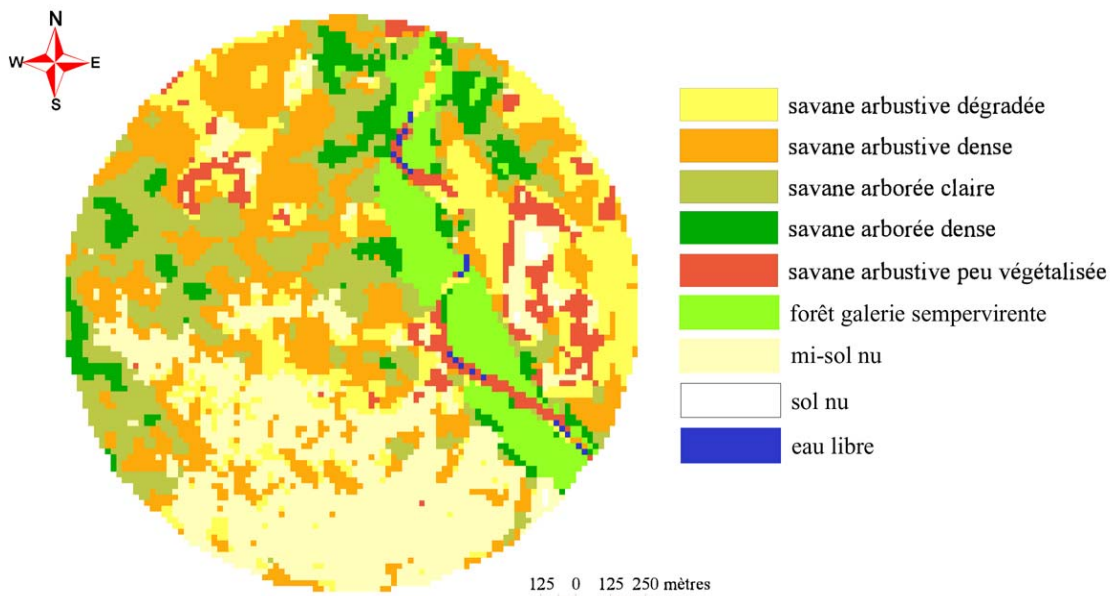 N
W E
S
savane arbustive dégradée
savane arbustive dense
savane arborée claire
savane arborée dense
savane arbustive peu végétalisée
forêt galerie sempervirente
mi-sol nu
sol nu
eau libre
125 0 125 250 mètres